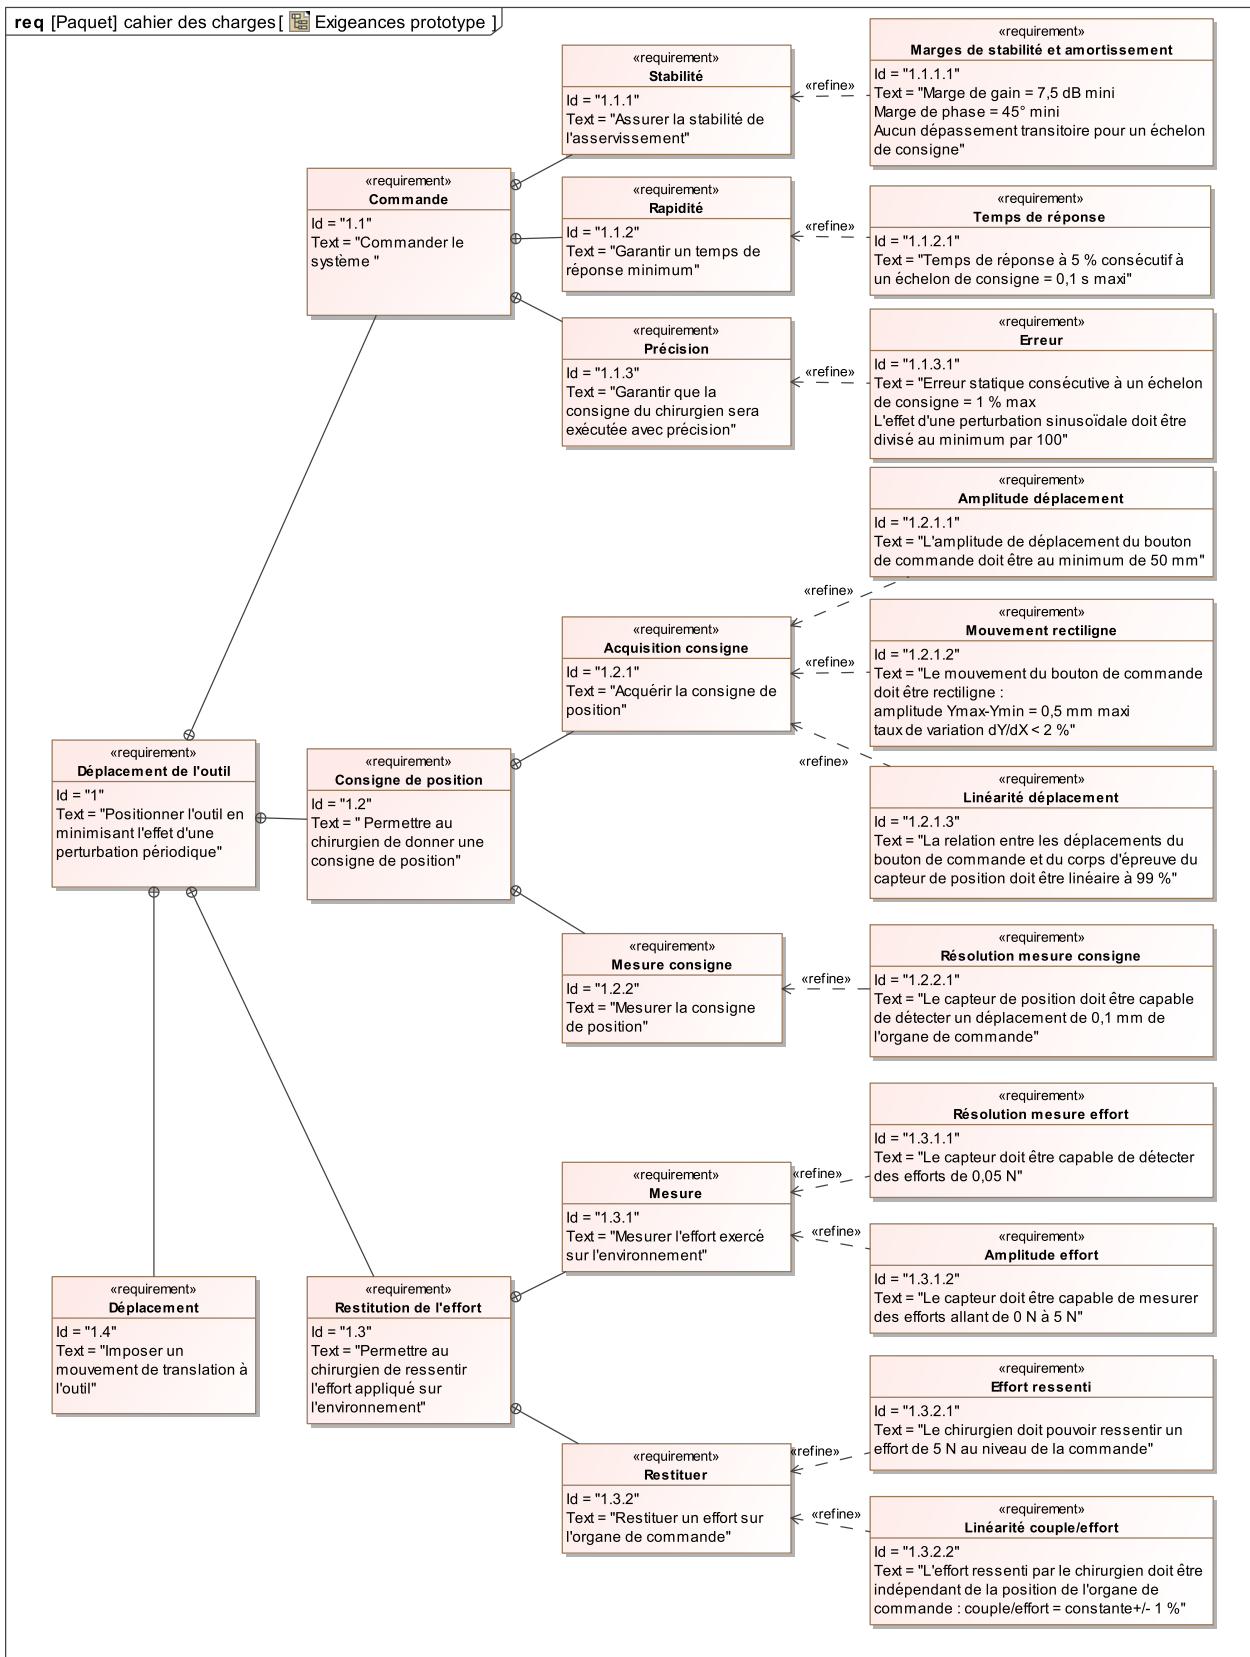 req [Paquet] cahier des charges [ Exigeances prototype ]
«requirement»
Marges de stabilité et amortissement
Id = "1.1.1.1"
Text = "Marge de gain = 7,5 dB mini
Marge de phase = 45° mini
Aucun dépassement transitoire pour un échelon
de consigne"
«requirement»
Stabilité
Id = "1.1.1"
Text = "Assurer la stabilité de
l'asservissement"
«refine»
«requirement»
Commande
Id = "1.1"
Text = "Commander le
système "
«requirement»
Rapidité
Id = "1.1.2"
Text = "Garantir un temps de
réponse minimum"
«refine»
«requirement»
Temps de réponse
Id = "1.1.2.1"
Text = "Temps de réponse à 5 % consécutif à
un échelon de consigne = 0,1 s maxi"
«requirement»
Précision
Id = "1.1.3"
Text = "Garantir que la
consigne du chirurgien sera
exécutée avec précision"
«refine»
«requirement»
Erreur
Id = "1.1.3.1"
Text = "Erreur statique consécutive à un échelon
de consigne = 1 % max
L'effet d'une perturbation sinusoïdale doit être
divisé au minimum par 100"
«requirement»
Amplitude déplacement
Id = "1.2.1.1"
Text = "L'amplitude de déplacement du bouton
de commande doit être au minimum de 50 mm"
«refine»
«requirement»
Acquisition consigne
Id = "1.2.1"
Text = "Acquérir la consigne de
position"
«refine»
«requirement»
Mouvement rectiligne
Id = "1.2.1.2"
Text = "Le mouvement du bouton de commande
doit être rectiligne :
amplitude Ymax-Ymin = 0,5 mm maxi
taux de variation dY/dX < 2 %"
«refine»
«requirement»
Déplacement de l'outil
Id = "1"
Text = "Positionner l'outil en
minimisant l'effet d'une
perturbation périodique"
«requirement»
Consigne de position
Id = "1.2"
Text = " Permettre au
chirurgien de donner une
consigne de position"
«requirement»
Linéarité déplacement
Id = "1.2.1.3"
Text = "La relation entre les déplacements du
bouton de commande et du corps d'épreuve du
capteur de position doit être linéaire à 99 %"
«requirement»
Mesure consigne
Id = "1.2.2"
Text = "Mesurer la consigne
de position"
«refine»
«requirement»
Résolution mesure consigne
Id = "1.2.2.1"
Text = "Le capteur de position doit être capable
de détecter un déplacement de 0,1 mm de
l'organe de commande"
«requirement»
Résolution mesure effort
Id = "1.3.1.1"
Text = "Le capteur doit être capable de détecter
des efforts de 0,05 N"
«requirement»
Mesure
Id = "1.3.1"
Text = "Mesurer l'effort exercé
sur l'environnement"
«refine»
«refine»
«requirement»
Amplitude effort
Id = "1.3.1.2"
Text = "Le capteur doit être capable de mesurer
des efforts allant de 0 N à 5 N"
«requirement»
Déplacement
Id = "1.4"
Text = "Imposer un
mouvement de translation à
l'outil"
«requirement»
Restitution de l'effort
Id = "1.3"
Text = "Permettre au
chirurgien de ressentir
l'effort appliqué sur
l'environnement"
«requirement»
Effort ressenti
Id = "1.3.2.1"
Text = "Le chirurgien doit pouvoir ressentir un
effort de 5 N au niveau de la commande"
«refine»
«requirement»
Restituer
Id = "1.3.2"
Text = "Restituer un effort sur
l'organe de commande"
«refine»
«requirement»
Linéarité couple/effort
Id = "1.3.2.2"
Text = "L'effort ressenti par le chirurgien doit être
indépendant de la position de l'organe de
commande : couple/effort = constante+/- 1 %"